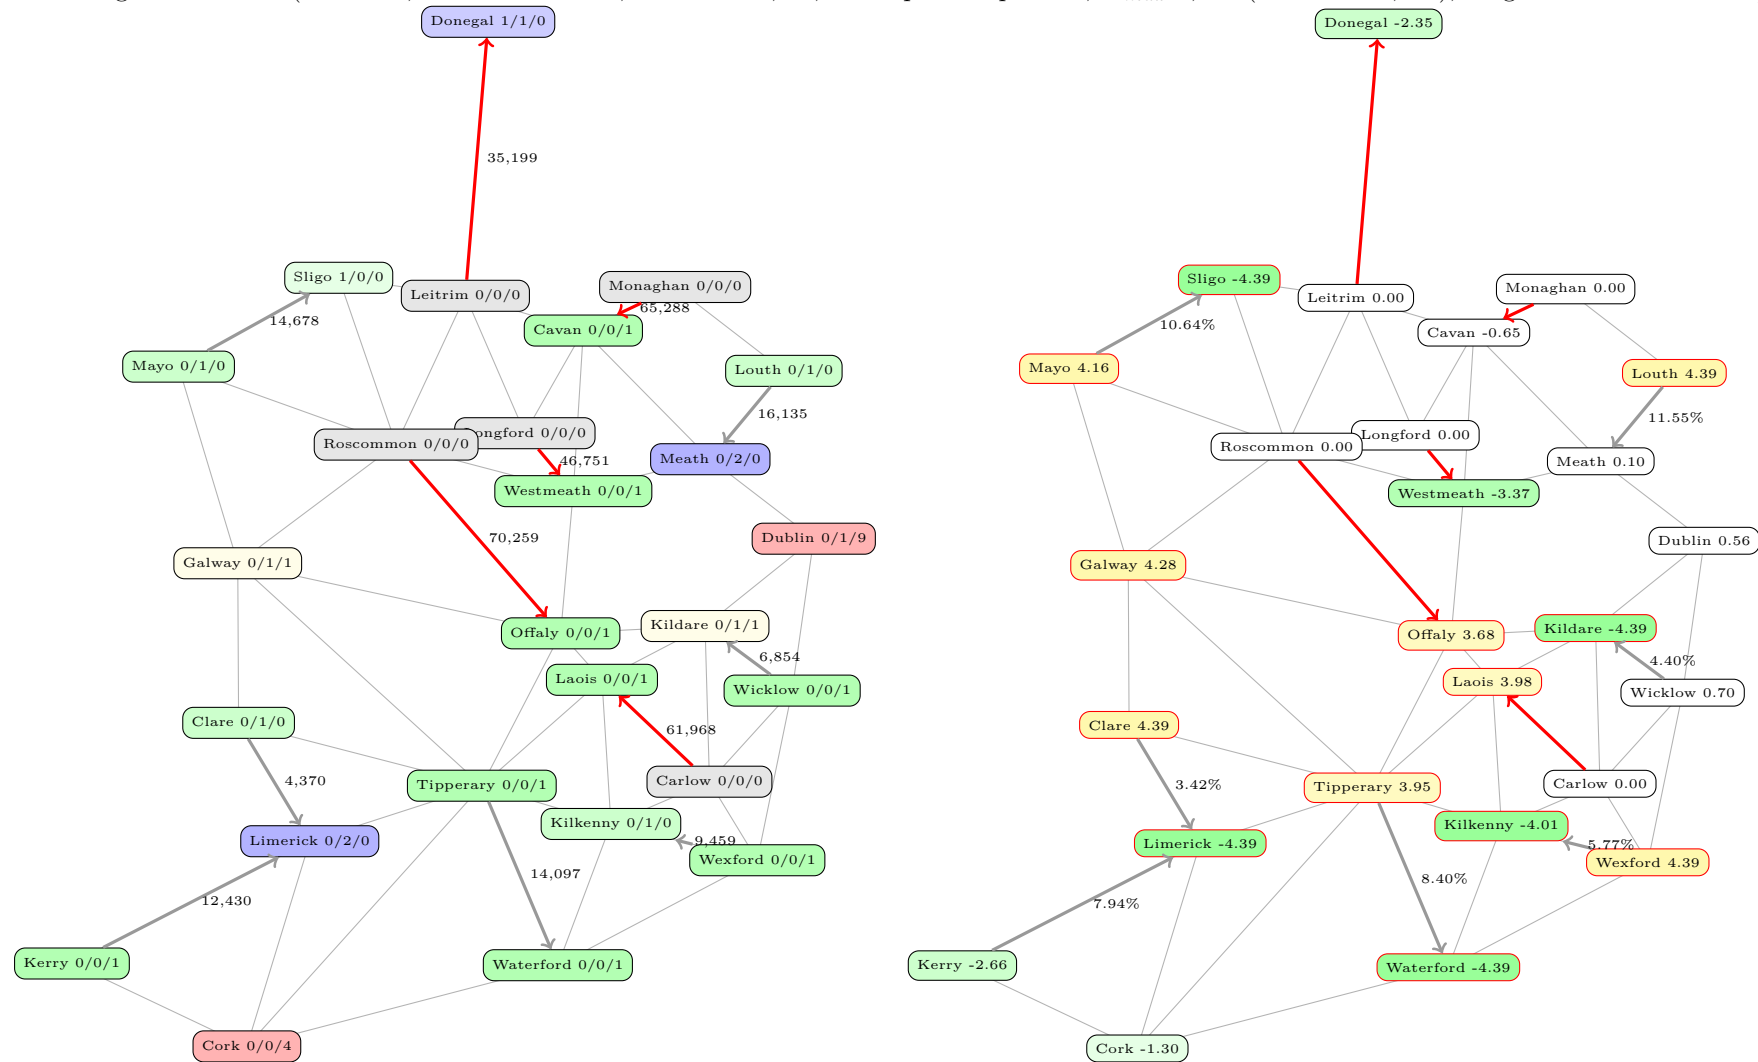 Donegal 1/1/0
35,199
Sligo 1/0/0
Leitrim 0/0/0
Monaghan 0/0/0
65,288
14,678
Cavan 0/0/1
Mayo 0/1/0
Louth 0/1/0
16,135
Roscommon 0/0/0
0/0/0
46,751
Meath 0/2/0
Westmeath 0/0/1
70,259
Dublin 0/1/9
Galway 0/1/1
Offaly 0/0/1
Kildare 0/1/1
6,854
Laois 0/0/1
Wicklow 0/0/1
Clare 0/1/0
61,968
4,370
Tipperary 0/0/1
Carlow 0/0/0
Limerick 0/2/0
Kilkenny 0/1/0
9,459
Wexford 0/0/1
14,097
12,430
Kerry 0/0/1
Waterford 0/0/1
Cork 0/0/4
Donegal -2.35
Sligo -4.39
Leitrim 0.00
Monaghan 0.00
10.64%
Cavan -0.65
Mayo 4.16
Louth 4.39
11.55%
Roscommon 0.00
Longford 0.00
Meath 0.10
Westmeath -3.37
Dublin 0.56
Galway 4.28
Offaly 3.68
Kildare -4.39
4.40%
Laois 3.98
Wicklow 0.70
Clare 4.39
3.42%
Tipperary 3.95
Carlow 0.00
Limerick -4.39
Kilkenny -4.01
5.77%
Wexford 4.39
8.40%
7.94%
Kerry -2.66
Waterford -4.39
Cork -1.30